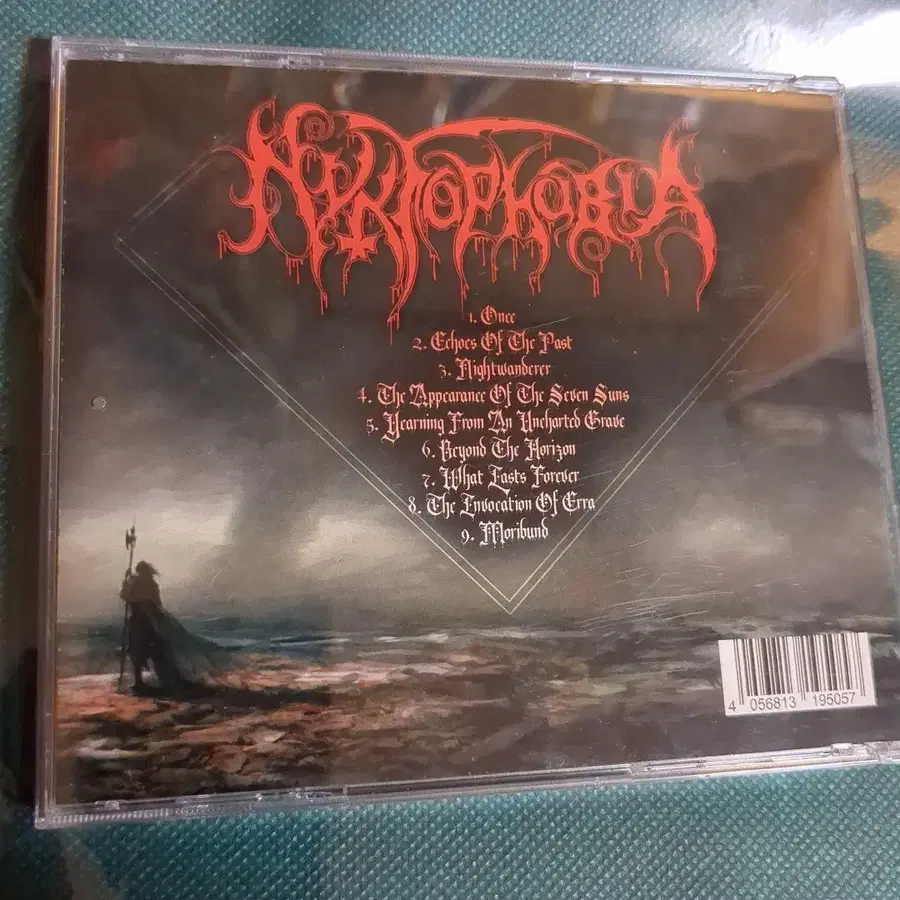 Nyktophobia
1. Once
2. Echoes Of The Past
3. Nightwanderer
4. The Appearance Of The Seven Suns
5. Yearning From An Uncharted Grave
6. Beyond The Horizon
7. What Lasts Forever
8. The Invocation Of Erra
9. Moribund
4 056813 195057